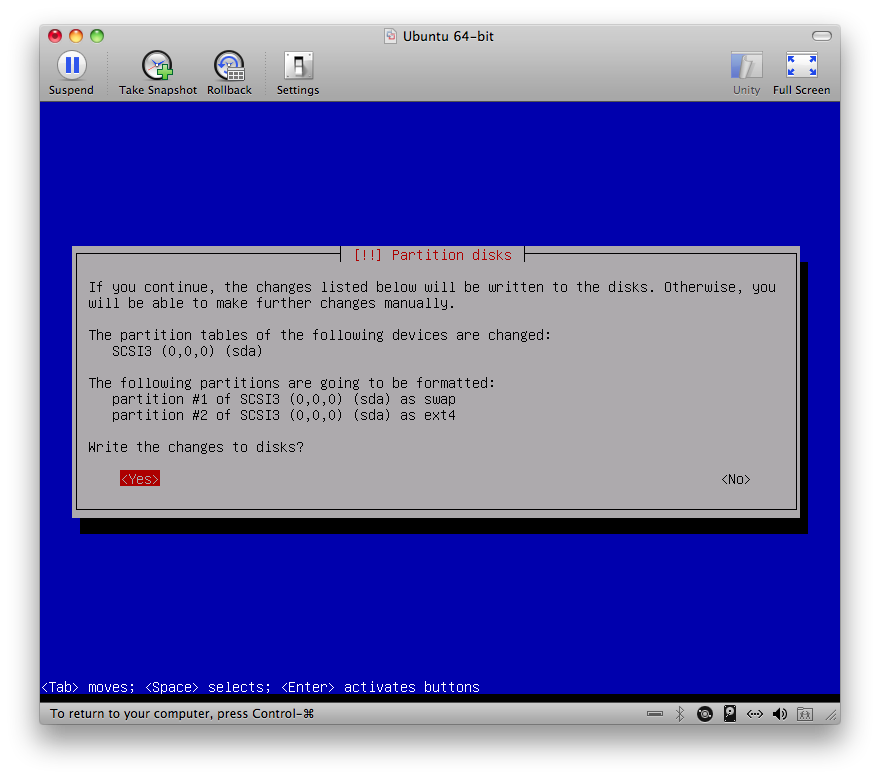 Ubuntu 64-bit
Suspend
Take Snapshot
Rollback
Settings
Unity
Full Screen
[!!] Partition disks
If you continue, the changes listed below will be written to the disks. Otherwise, you
will be able to make further changes manually.
The partition tables of the following devices are changed:
SCSI3 (0,0,0) (sda)
The following partitions are going to be formatted:
partition #1 of SCSI3 (0,0,0) (sda) as swap
partition #2 of SCSI3 (0,0,0) (sda) as ext4
Write the changes to disks?
<Yes>
<No>
<Tab> moves; <Space> selects; <Enter> activates buttons
To return to your computer, press Control-⌘